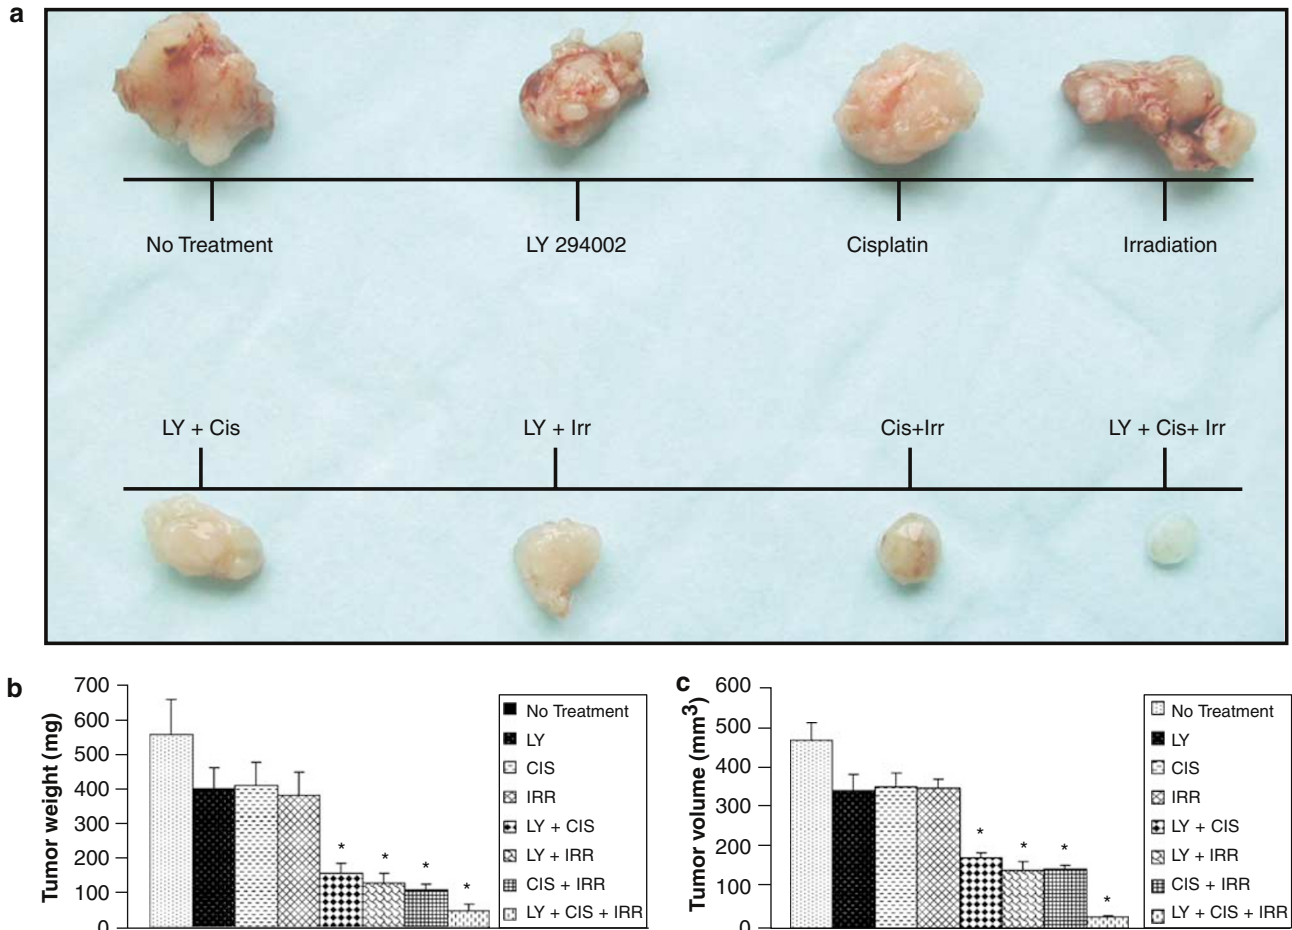 a
No Treatment
LY 294002
Cisplatin
Irradiation
LY + Cis
LY + Irr
Cis+Irr
LY + Cis+ Irr
b
Tumor weight (mg)
700
600
500
400
300
200
100
0
*
*
*
*
No Treatment
LY
CIS
IRR
LY + CIS
LY + IRR
CIS + IRR
LY + CIS + IRR
c
Tumor volume (mm3)
600
500
400
300
200
100
0
*
*
*
*
No Treatment
LY
CIS
IRR
LY + CIS
LY + IRR
CIS + IRR
LY + CIS + IRR